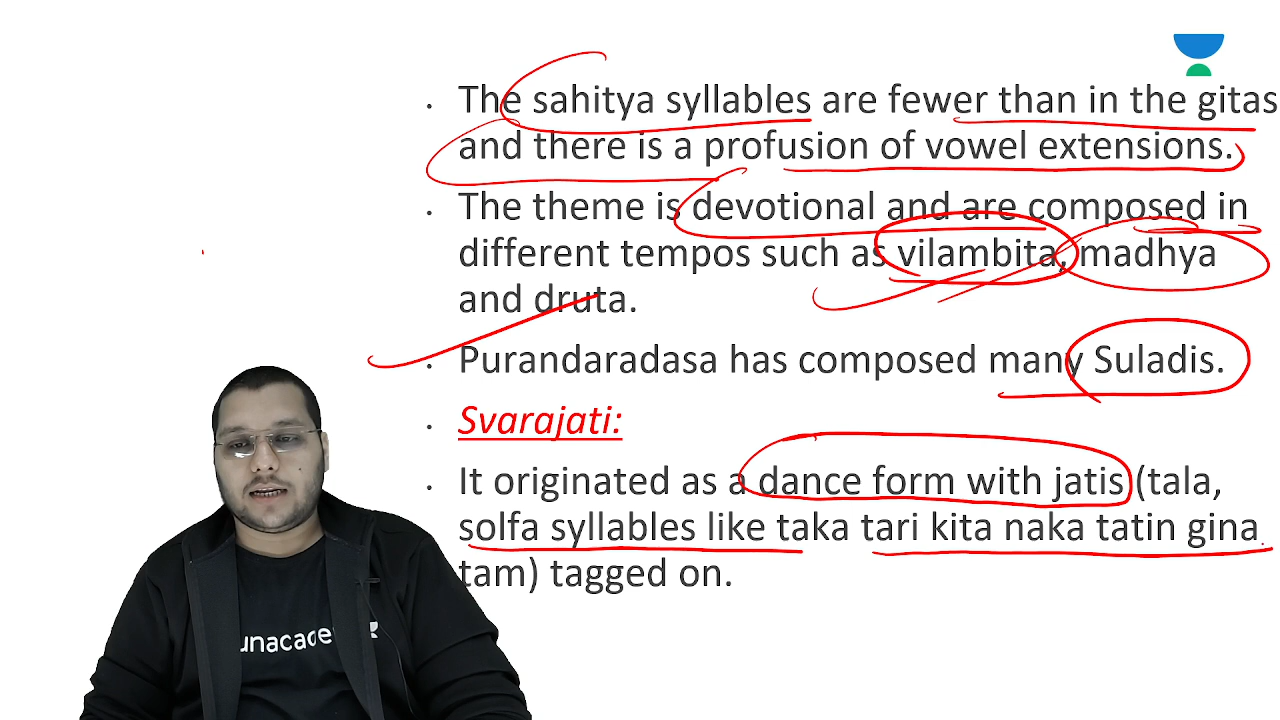 • The sahitya syllables are fewer than in the gitas
and there is a profusion of vowel extensions.
• The theme is devotional and are composed in
different tempos such as vilambita, madhya
and druta.
• Purandaradasa has composed many Suladis.
• Svarajati:
• It originated as a dance form with jatis (tala,
solfa syllables like taka tari kita naka tatin gina
tam) tagged on.